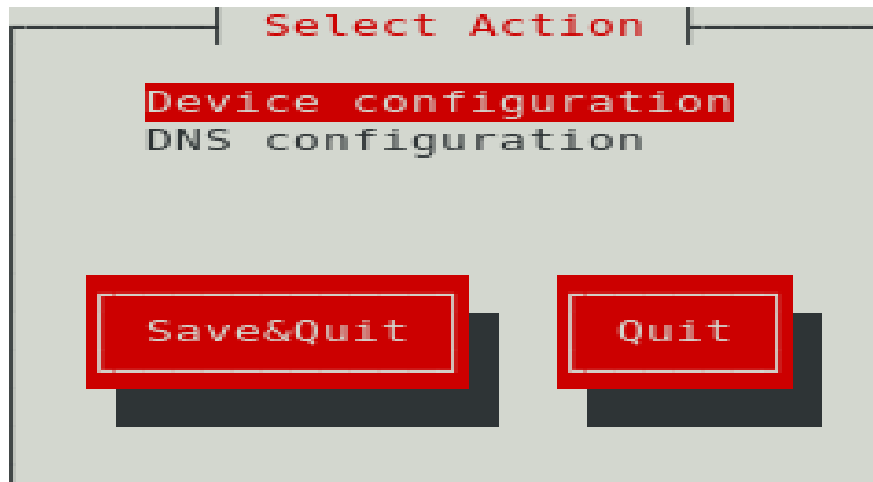 Select Action
Device configuration
DNS configuration
Save&Quit
Quit